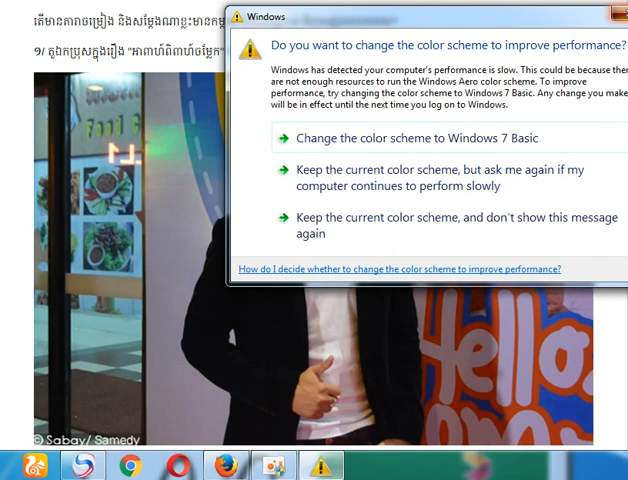 តើមានតារាចម្រៀង និងសម្តែងណាខ្លះមានកម្ម
១/ តួឯកប្រុសក្នុងរឿង "អាពាហ៍ពិពាហ៍ចម្លែក"
Windows
Do you want to change the color scheme to improve performance?
Windows has detected your computer's performance is slow. This could be because ther
are not enough resources to run the Windows Aero color scheme. To improve
performance, try changing the color scheme to Windows 7 Basic. Any change you make
will be in effect until the next time you log on to Windows.
Change the color scheme to Windows 7 Basic
Keep the current color scheme, but ask me again if my
computer continues to perform slowly
Keep the current color scheme, and don't show this message
again
How do I decide whether to change the color scheme to improve performance?
Food C
Hello
© Sabay/ Samedy